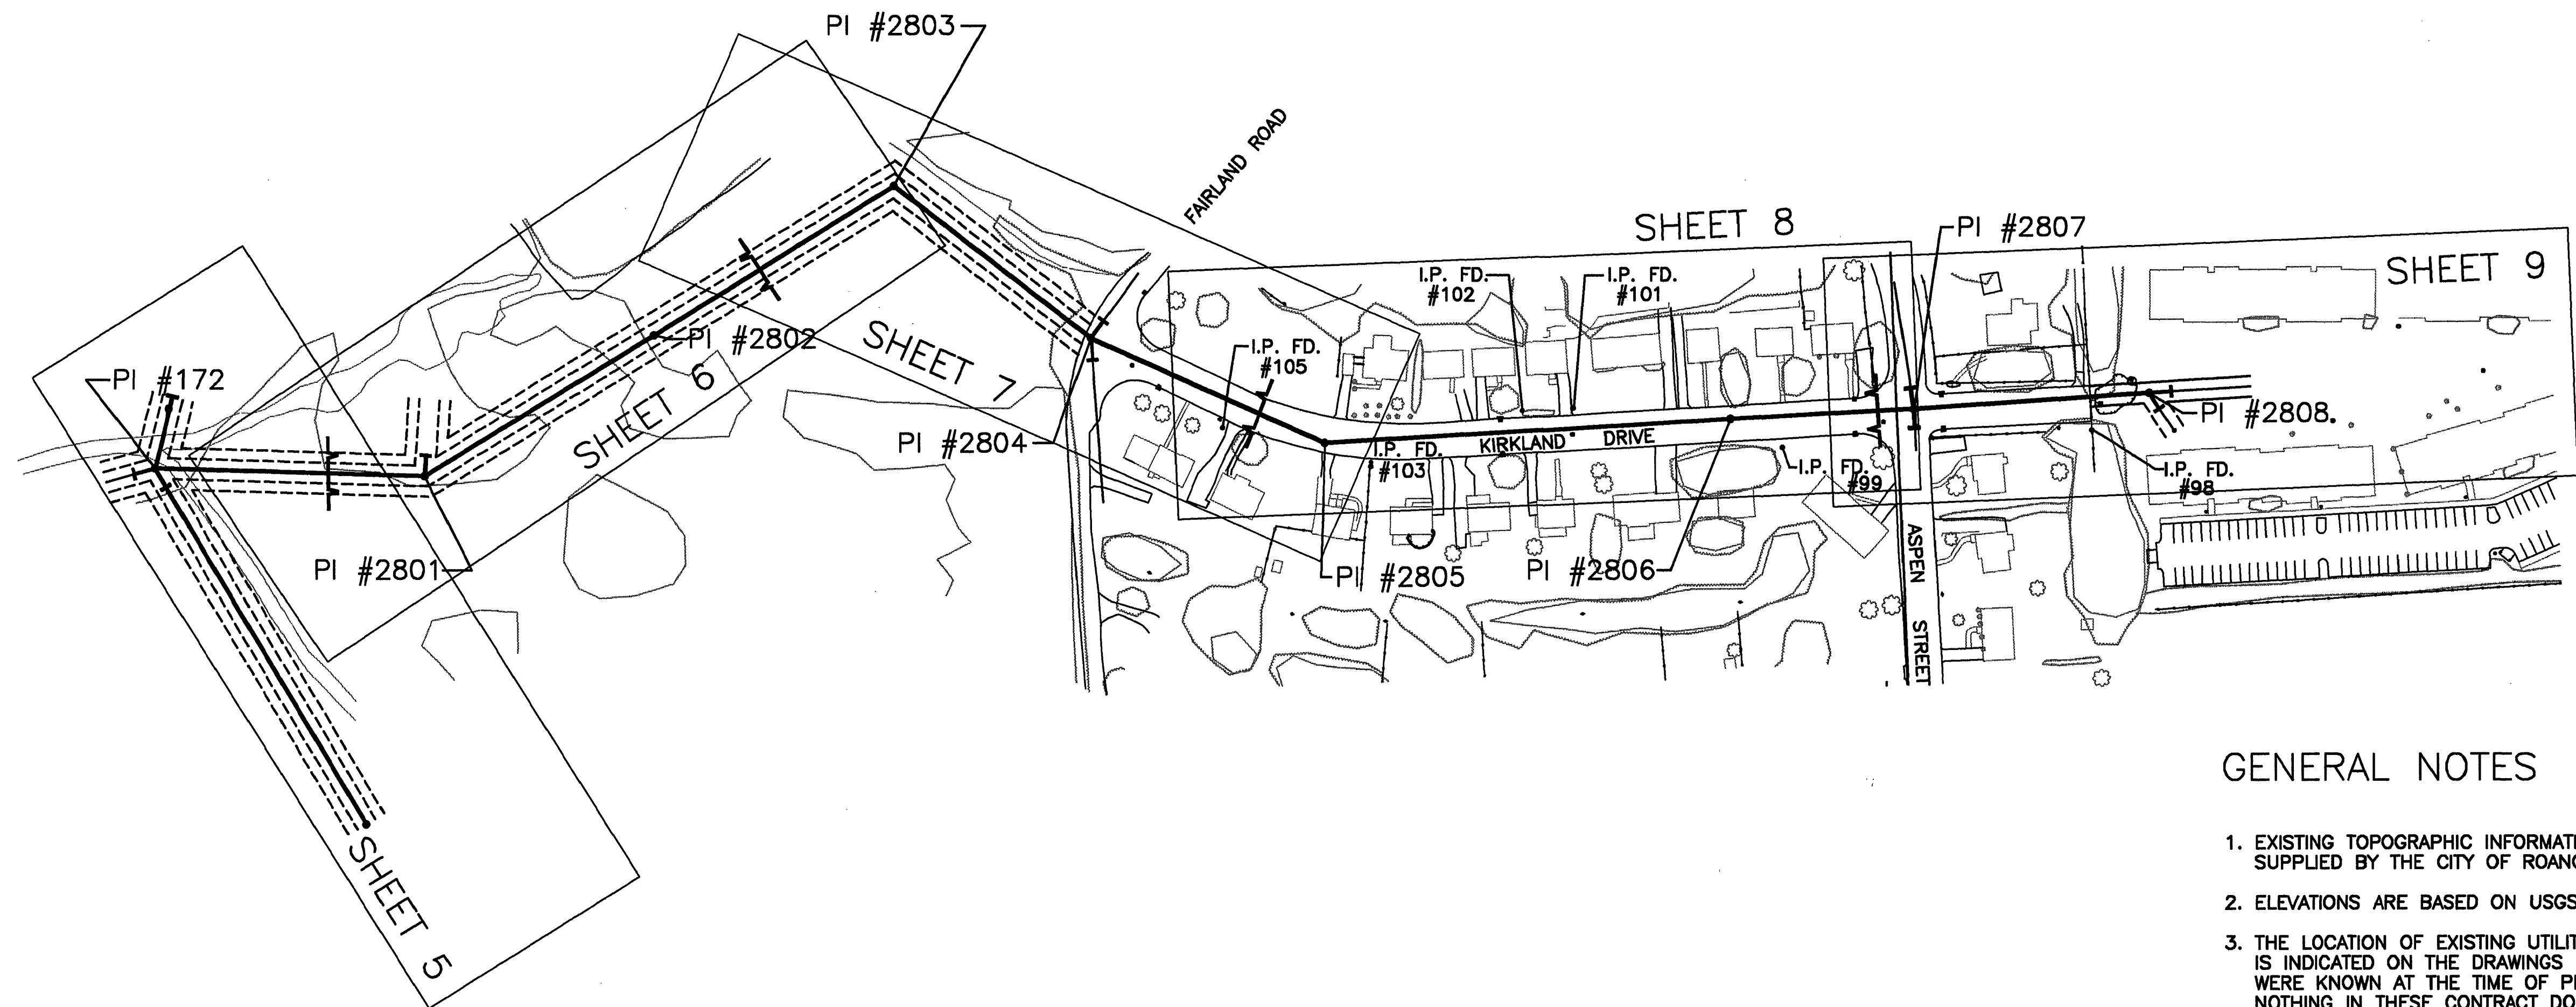 PI #2803
FAIRLAND ROAD
SHEET 8
PI #2807
SHEET 9
I.P. FD.
#102
I.P. FD.
#101
PI #2802
SHEET 7
I.P. FD.
#105
PI #172
SHEET 6
PI #2804
I.P. FD.
#103
KIRKLAND DRIVE
PI #2808.
I.P. FD.
#99
I.P. FD.
#98
PI #2801
PI #2805
PI #2806
ASPEN STREET
SHEET 5
GENERAL NOTES
1. EXISTING TOPOGRAPHIC
SUPPLIED BY THE CITY OF
2. ELEVATIONS ARE BASED ON USGS
3. THE LOCATION OF EXISTING
IS INDICATED ON THE DRAWINGS
WERE KNOWN AT THE TIME OF
NOTHING IN THESE CONTRACT